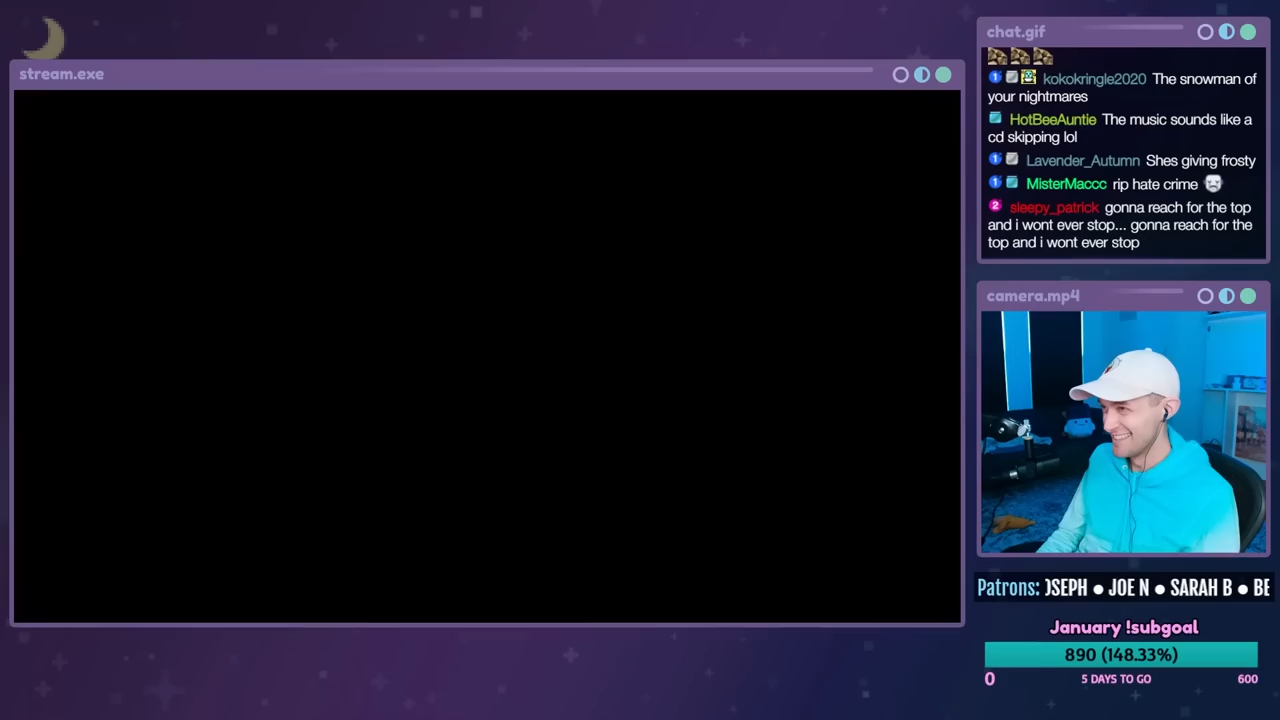 stream.exe
chat.gif
kokokringle2020 The snowman of
your nightmares
HotBeeAuntie The music sounds like a
cd skipping lol
Lavender_Autumn Shes giving frosty
MisterMaccc rip hate crime
sleepy_patrick gonna reach for the top
and i wont ever stop... gonna reach for the
top and i wont ever stop
camera.mp4
Patrons: OSEPH ● JOE N ● SARAH B ● BE
January !subgoal
890 (148.33%)
0 5 DAYS TO GO 600